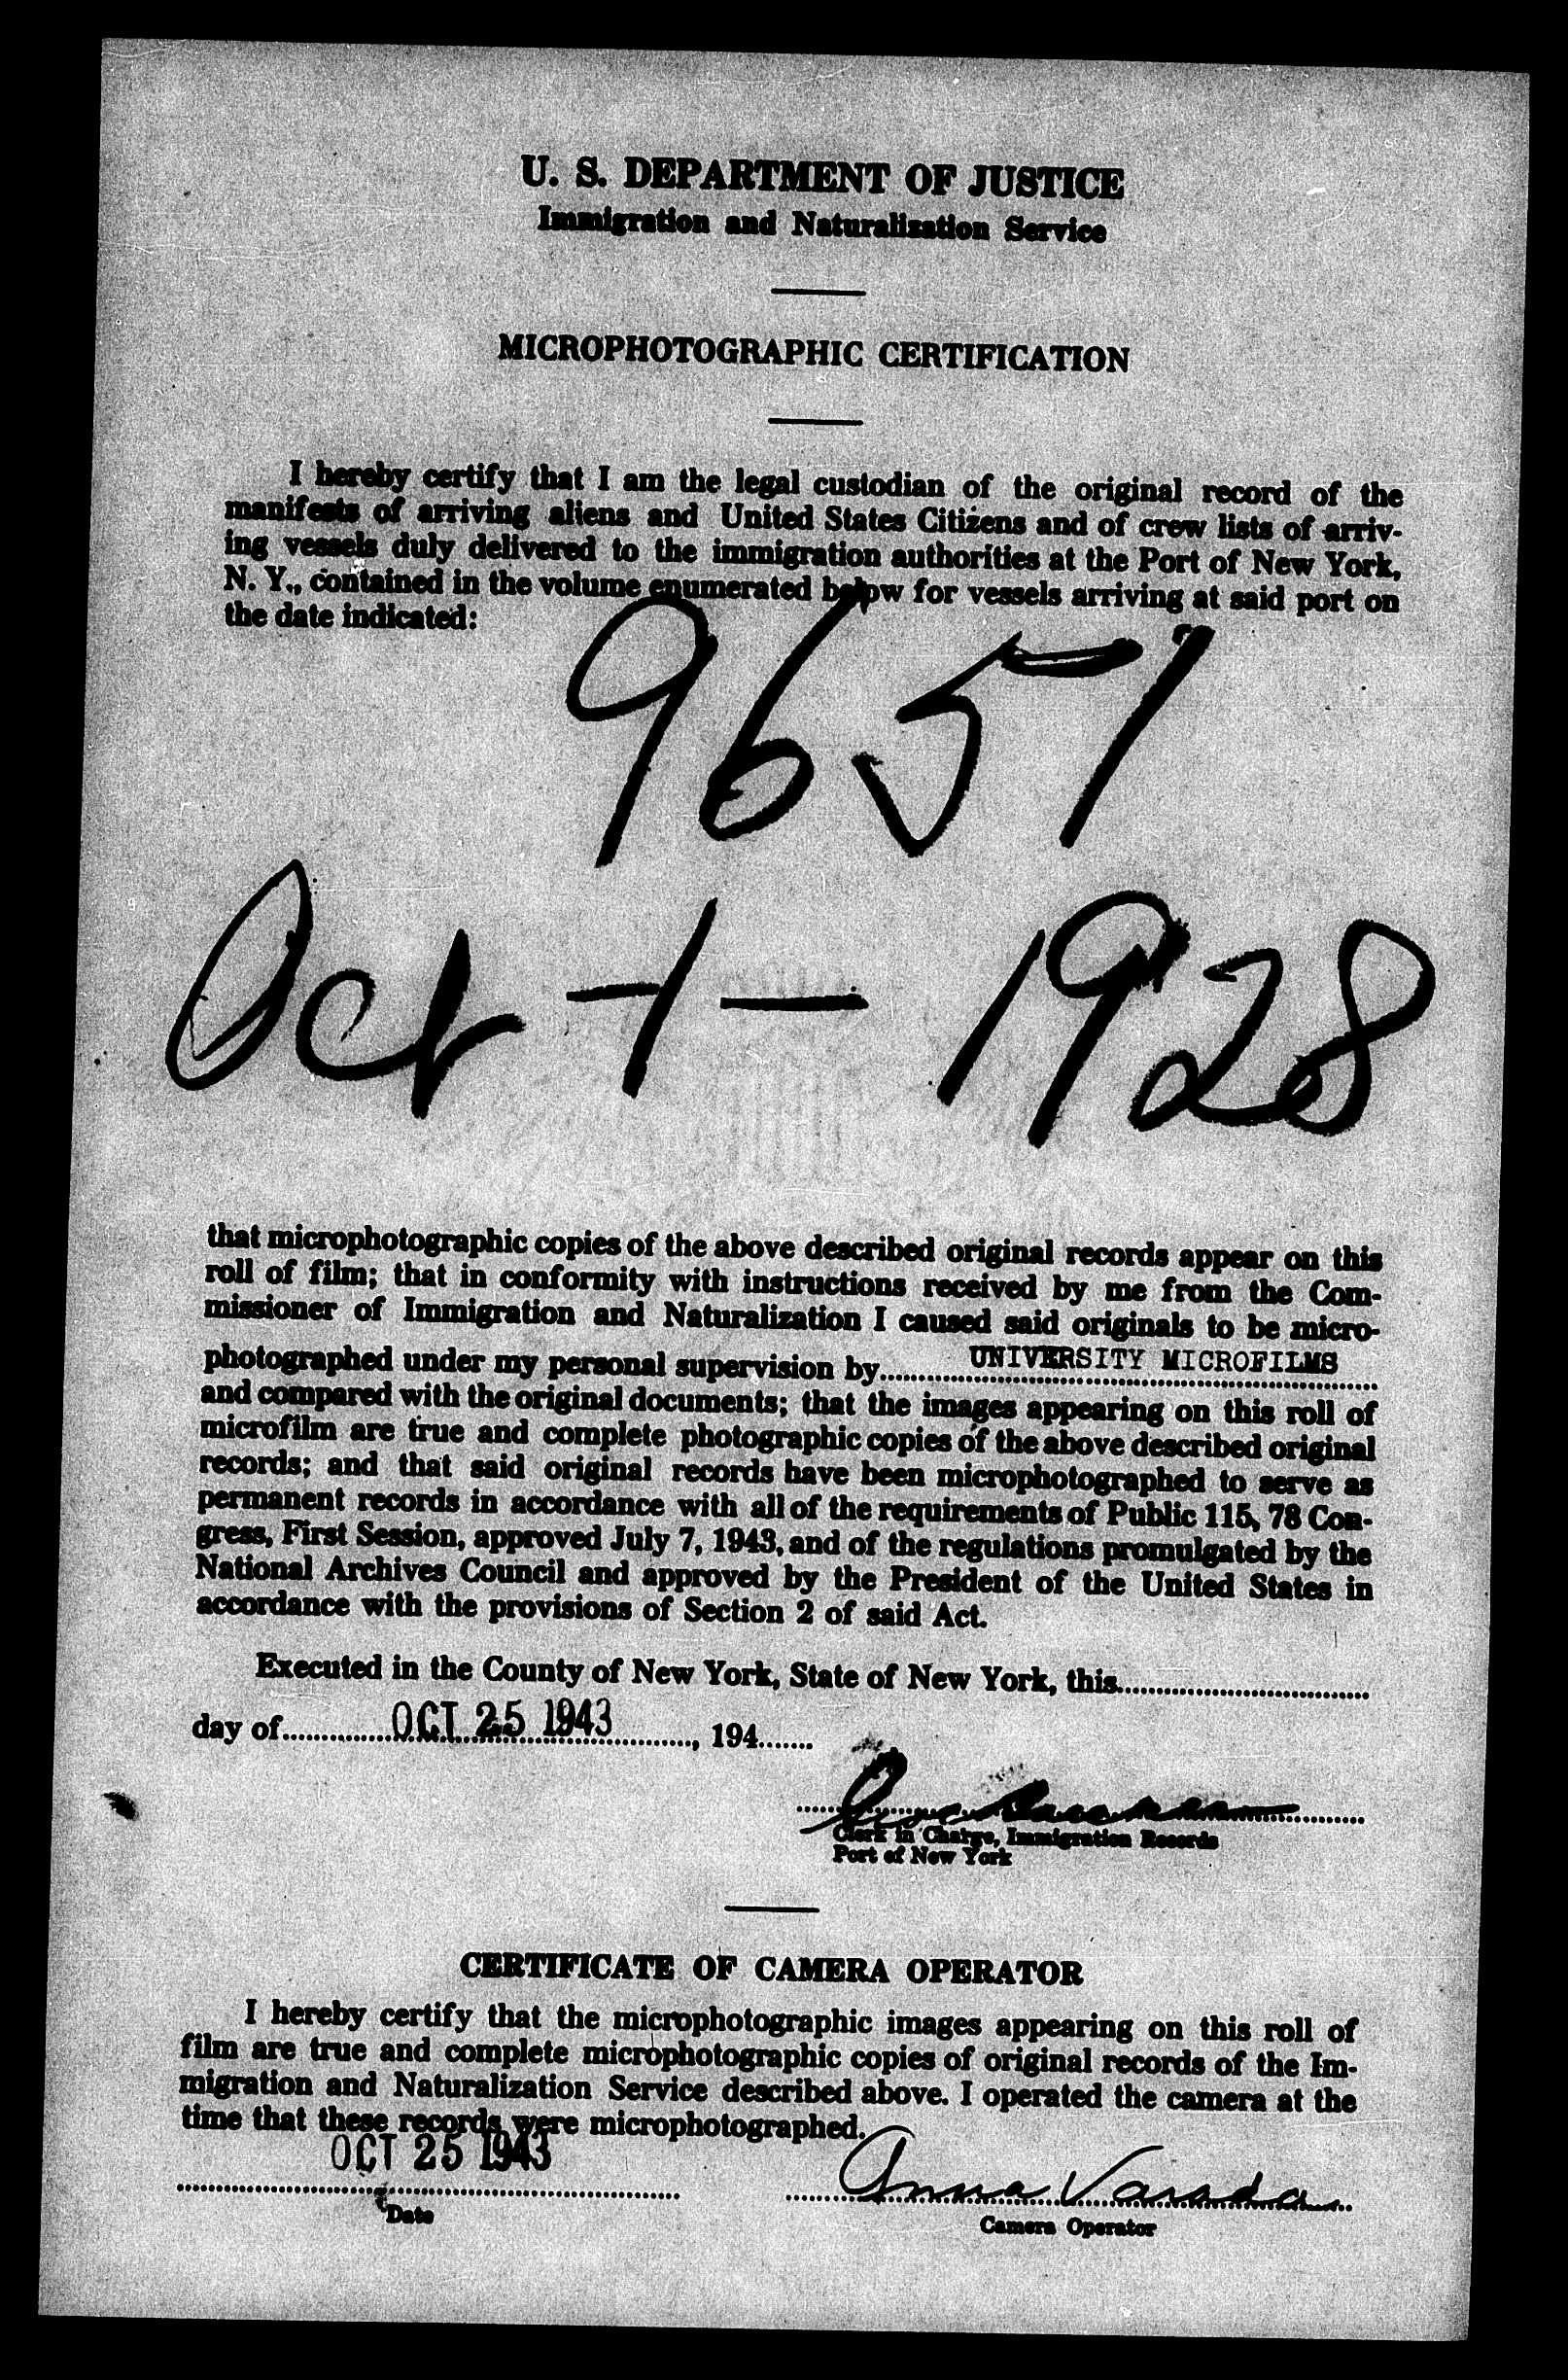 U. S. DEPARTMENT OF JUSTICE
Immigration and Naturalization Service
MICROPHOTOGRAPHIC CERTIFICATION
I hereby certify that I am the legal custodian of the original record of the
manifests of arriving aliens and United States Citizens and of crew lists of arriv-
ing vessels duly delivered to the immigration authorities at the Port of New York,
N. Y., contained in the volume enumerated below for vessels arriving at said port on
the date indicated:
9651
Oct - 1 - 1928
that microphotographic copies of the above described original records appear on this
roll of film; that in conformity with instructions received by me from the Com-
missioner of Immigration and Naturalization I caused said originals to be micro-
photographed under my personal supervision by UNIVERSITY MICROFILMS
and compared with the original documents; that the images appearing on this roll of
microfilm are true and complete photographic copies of the above described original
records; and that said original records have been microphotographed to serve as
permanent records in accordance with all of the requirements of Public 115, 78 Con-
gress, First Session, approved July 7, 1943, and of the regulations promulgated by the
National Archives Council and approved by the President of the United States in
accordance with the provisions of Section 2 of said Act.
Executed in the County of New York, State of New York, this
day of OCT 25 1943, 194
Clerk in Charge, Immigration Records
Port of New York
CERTIFICATE OF CAMERA OPERATOR
I hereby certify that the microphotographic images appearing on this roll of
film are true and complete microphotographic copies of original records of the Im-
migration and Naturalization Service described above. I operated the camera at the
time that these records were microphotographed.
OCT 25 1943
Anna Varada
Date
Camera Operator